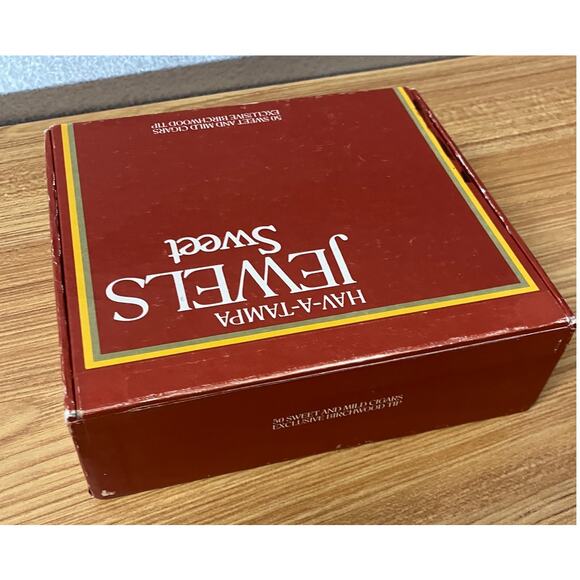 HAV-A-TAMPA
JEWELS
Sweet
50 SWEET AND MILD CIGARS
EXCLUSIVE BIRCHWOOD TIP
50 SWEET AND MILD CIGARS
EXCLUSIVE BIRCHWOOD TIP